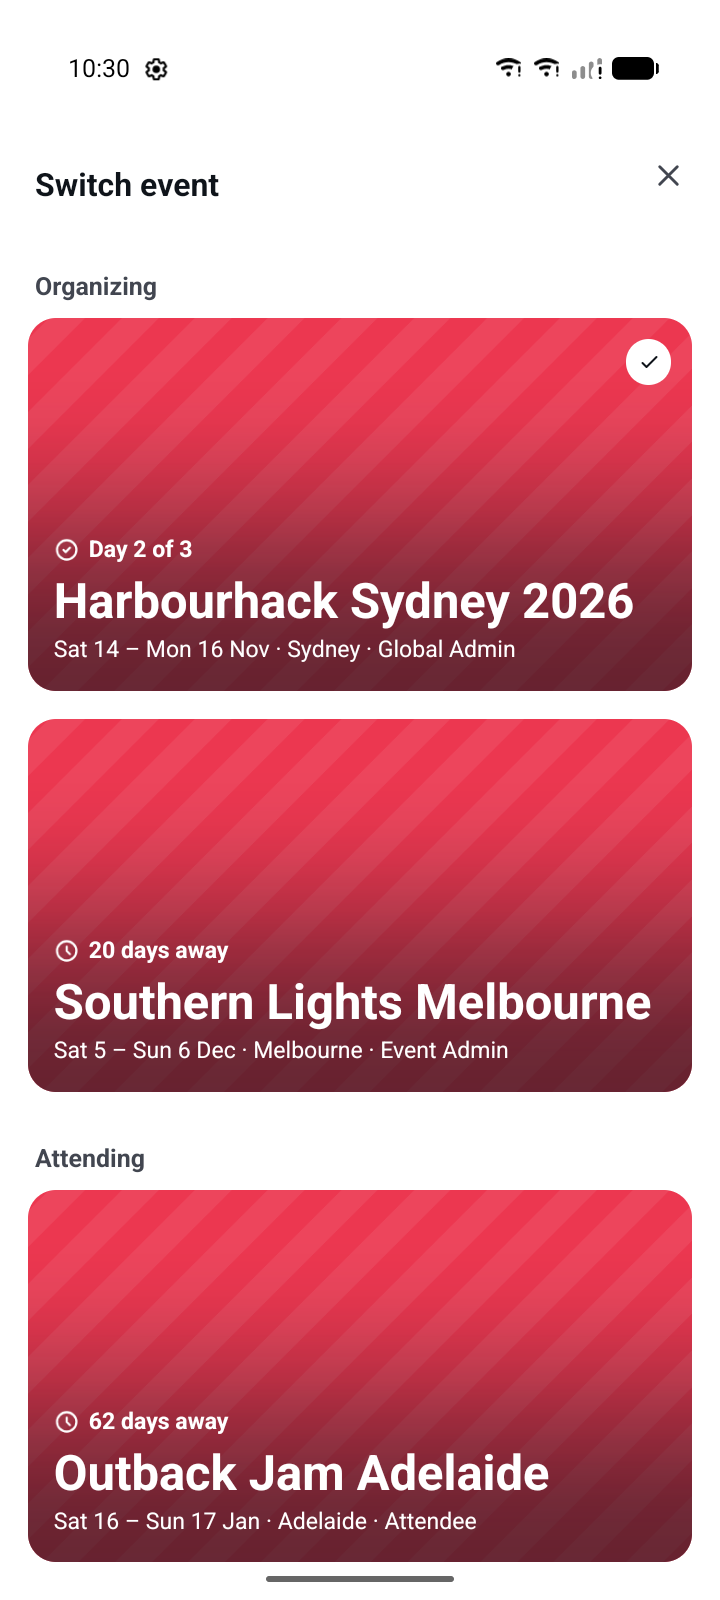 10:30
Switch event
Organizing
Day 2 of 3
Harbourhack Sydney 2026
Sat 14 – Mon 16 Nov · Sydney · Global Admin
20 days away
Southern Lights Melbourne
Sat 5 – Sun 6 Dec · Melbourne · Event Admin
Attending
62 days away
Outback Jam Adelaide
Sat 16 – Sun 17 Jan · Adelaide · Attendee